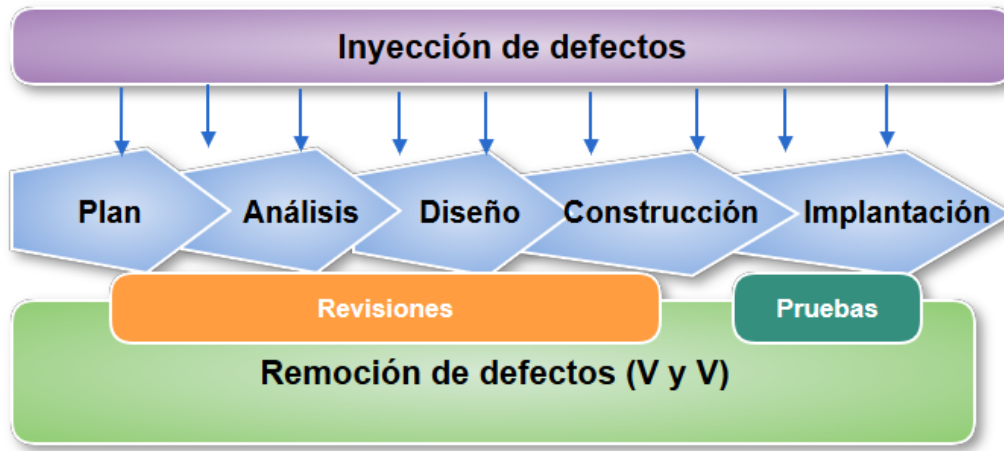 Inyección de defectos
Plan
Análisis
Diseño
Construcción
Implantación
Revisiones
Pruebas
Remoción de defectos (V y V)